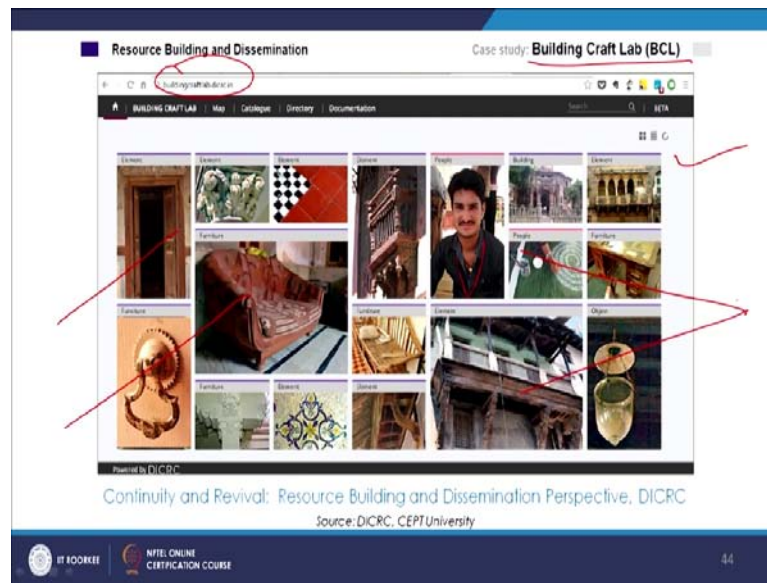 Resource Building and Dissemination
Case study: Building Craft Lab (BCL)
buildingcraftlab.dicrc.in
BUILDING CRAFT LAB | Map | Catalogue | Directory | Documentation
Search
BETA
Element
Element
Element
Element
People
Building
Element
Furniture
People
Furniture
Furniture
Furniture
Element
Object
Furniture
Element
Element
Powered by DICRC
Continuity and Revival: Resource Building and Dissemination Perspective, DICRC
Source: DICRC, CEPT University
IIT ROORKEE
NPTEL ONLINE
CERTIFICATION COURSE
44